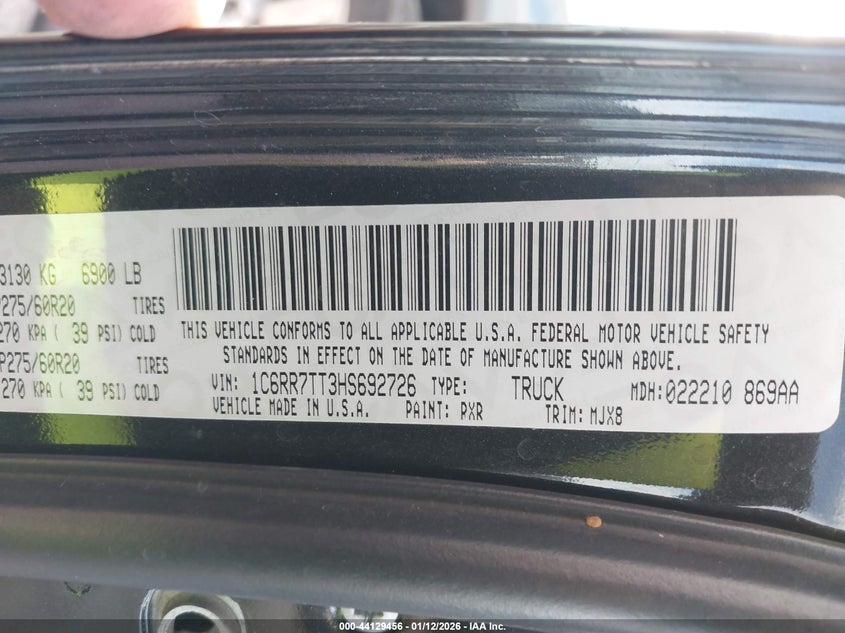 3130 KG 6900 LB
275/60R20 TIRES
270 KPA ( 39 PSI) COLD
P275/60R20 TIRES
270 KPA ( 39 PSI) COLD
THIS VEHICLE CONFORMS TO ALL APPLICABLE U.S.A. FEDERAL MOTOR VEHICLE SAFETY
STANDARDS IN EFFECT ON THE DATE OF MANUFACTURE SHOWN ABOVE.
VIN: 1C6RR7TT3HS692726 TYPE: TRUCK MDH: 022210 869AA
VEHICLE MADE IN U.S.A. PAINT: PXR TRIM: MJX8
000-44129456 - 01/12/2026 - IAA Inc.